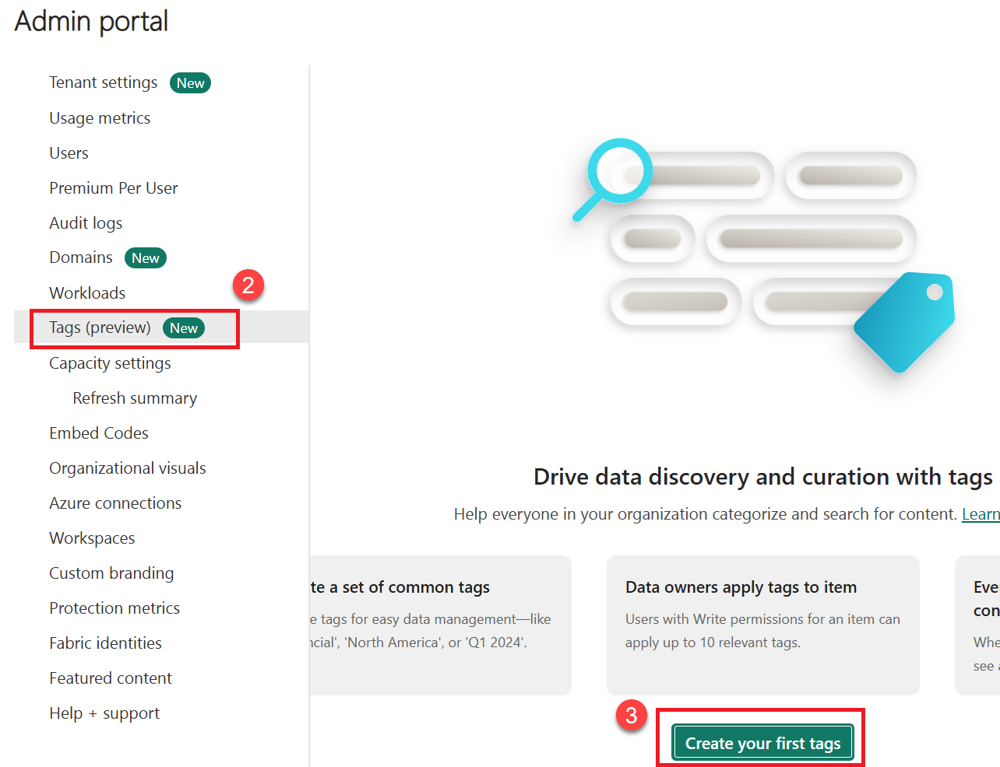 Admin portal
Tenant settings New
Usage metrics
Users
Premium Per User
Audit logs
Domains New
Workloads
2
Tags (preview) New
Capacity settings
Refresh summary
Embed Codes
Organizational visuals
Azure connections
Workspaces
Custom branding
Protection metrics
Fabric identities
Featured content
Help + support
Drive data discovery and curation with tags
Help everyone in your organization categorize and search for content. Learn
te a set of common tags
e tags for easy data management—like
ncial', 'North America', or 'Q1 2024'.
Data owners apply tags to item
Users with Write permissions for an item can
apply up to 10 relevant tags.
Eve
con
Whe
see a
3
Create your first tags